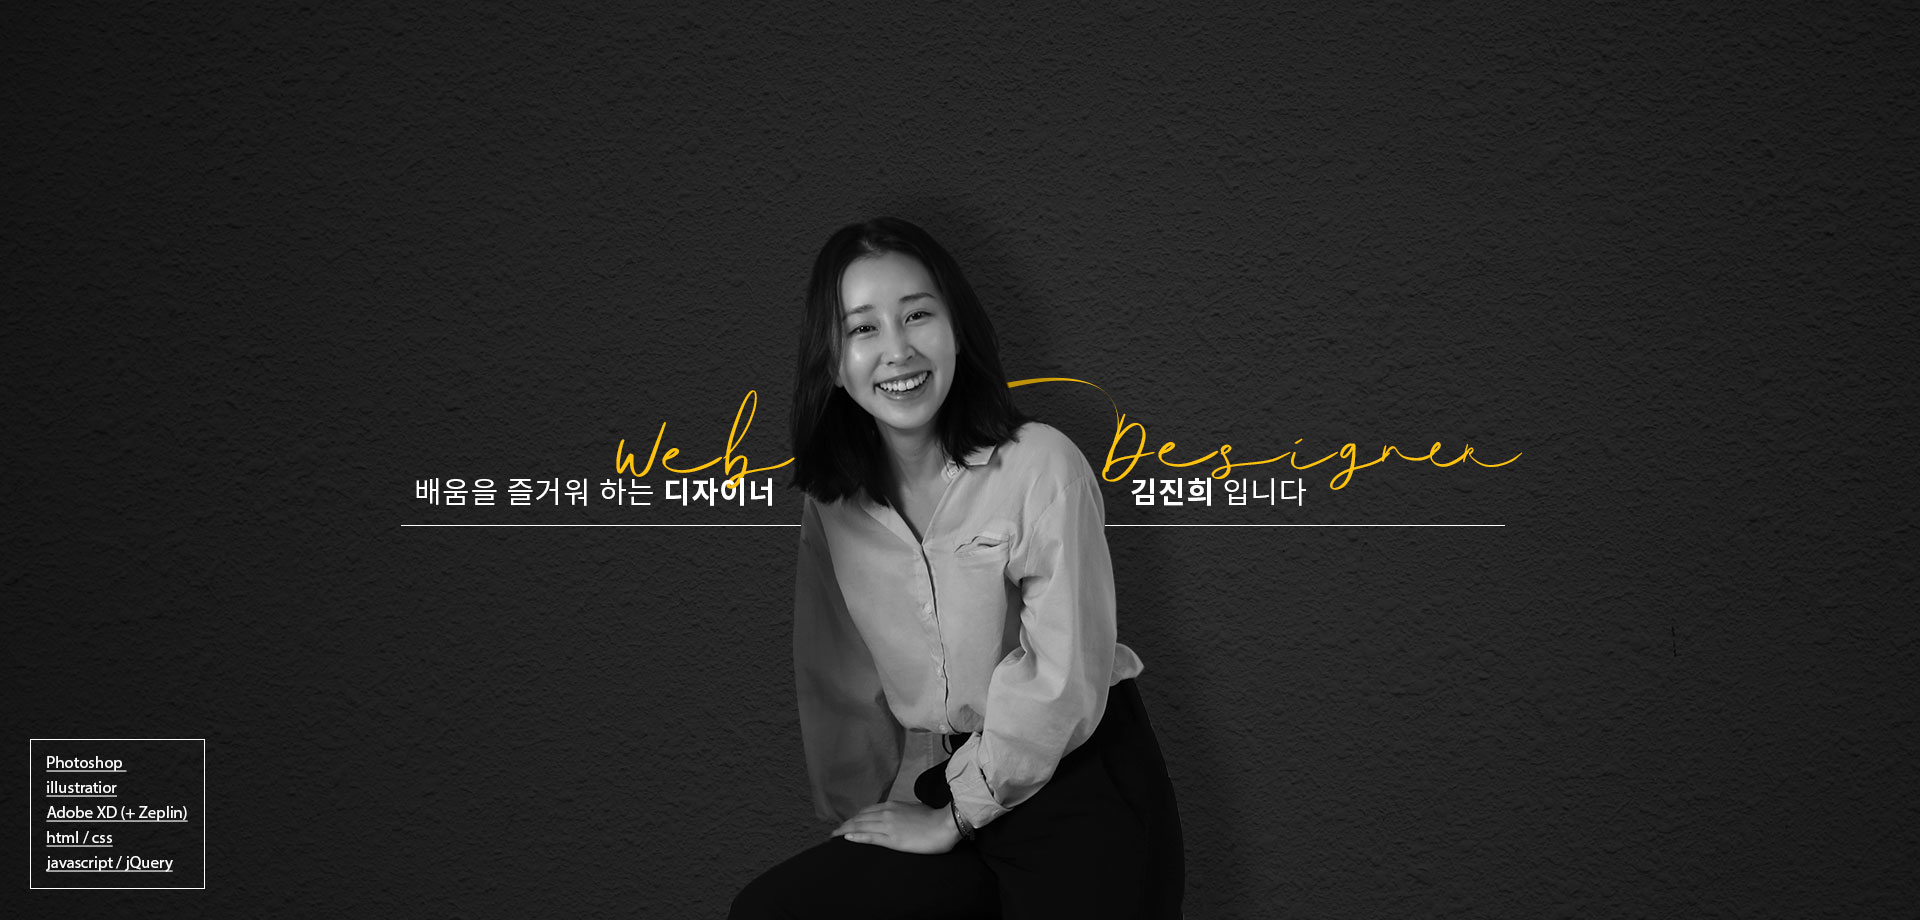 Web Designer
배움을 즐거워 하는 디자이너 김진희 입니다
Photoshop
illustratior
Adobe XD (+ Zeplin)
html / css
javascript / jQuery